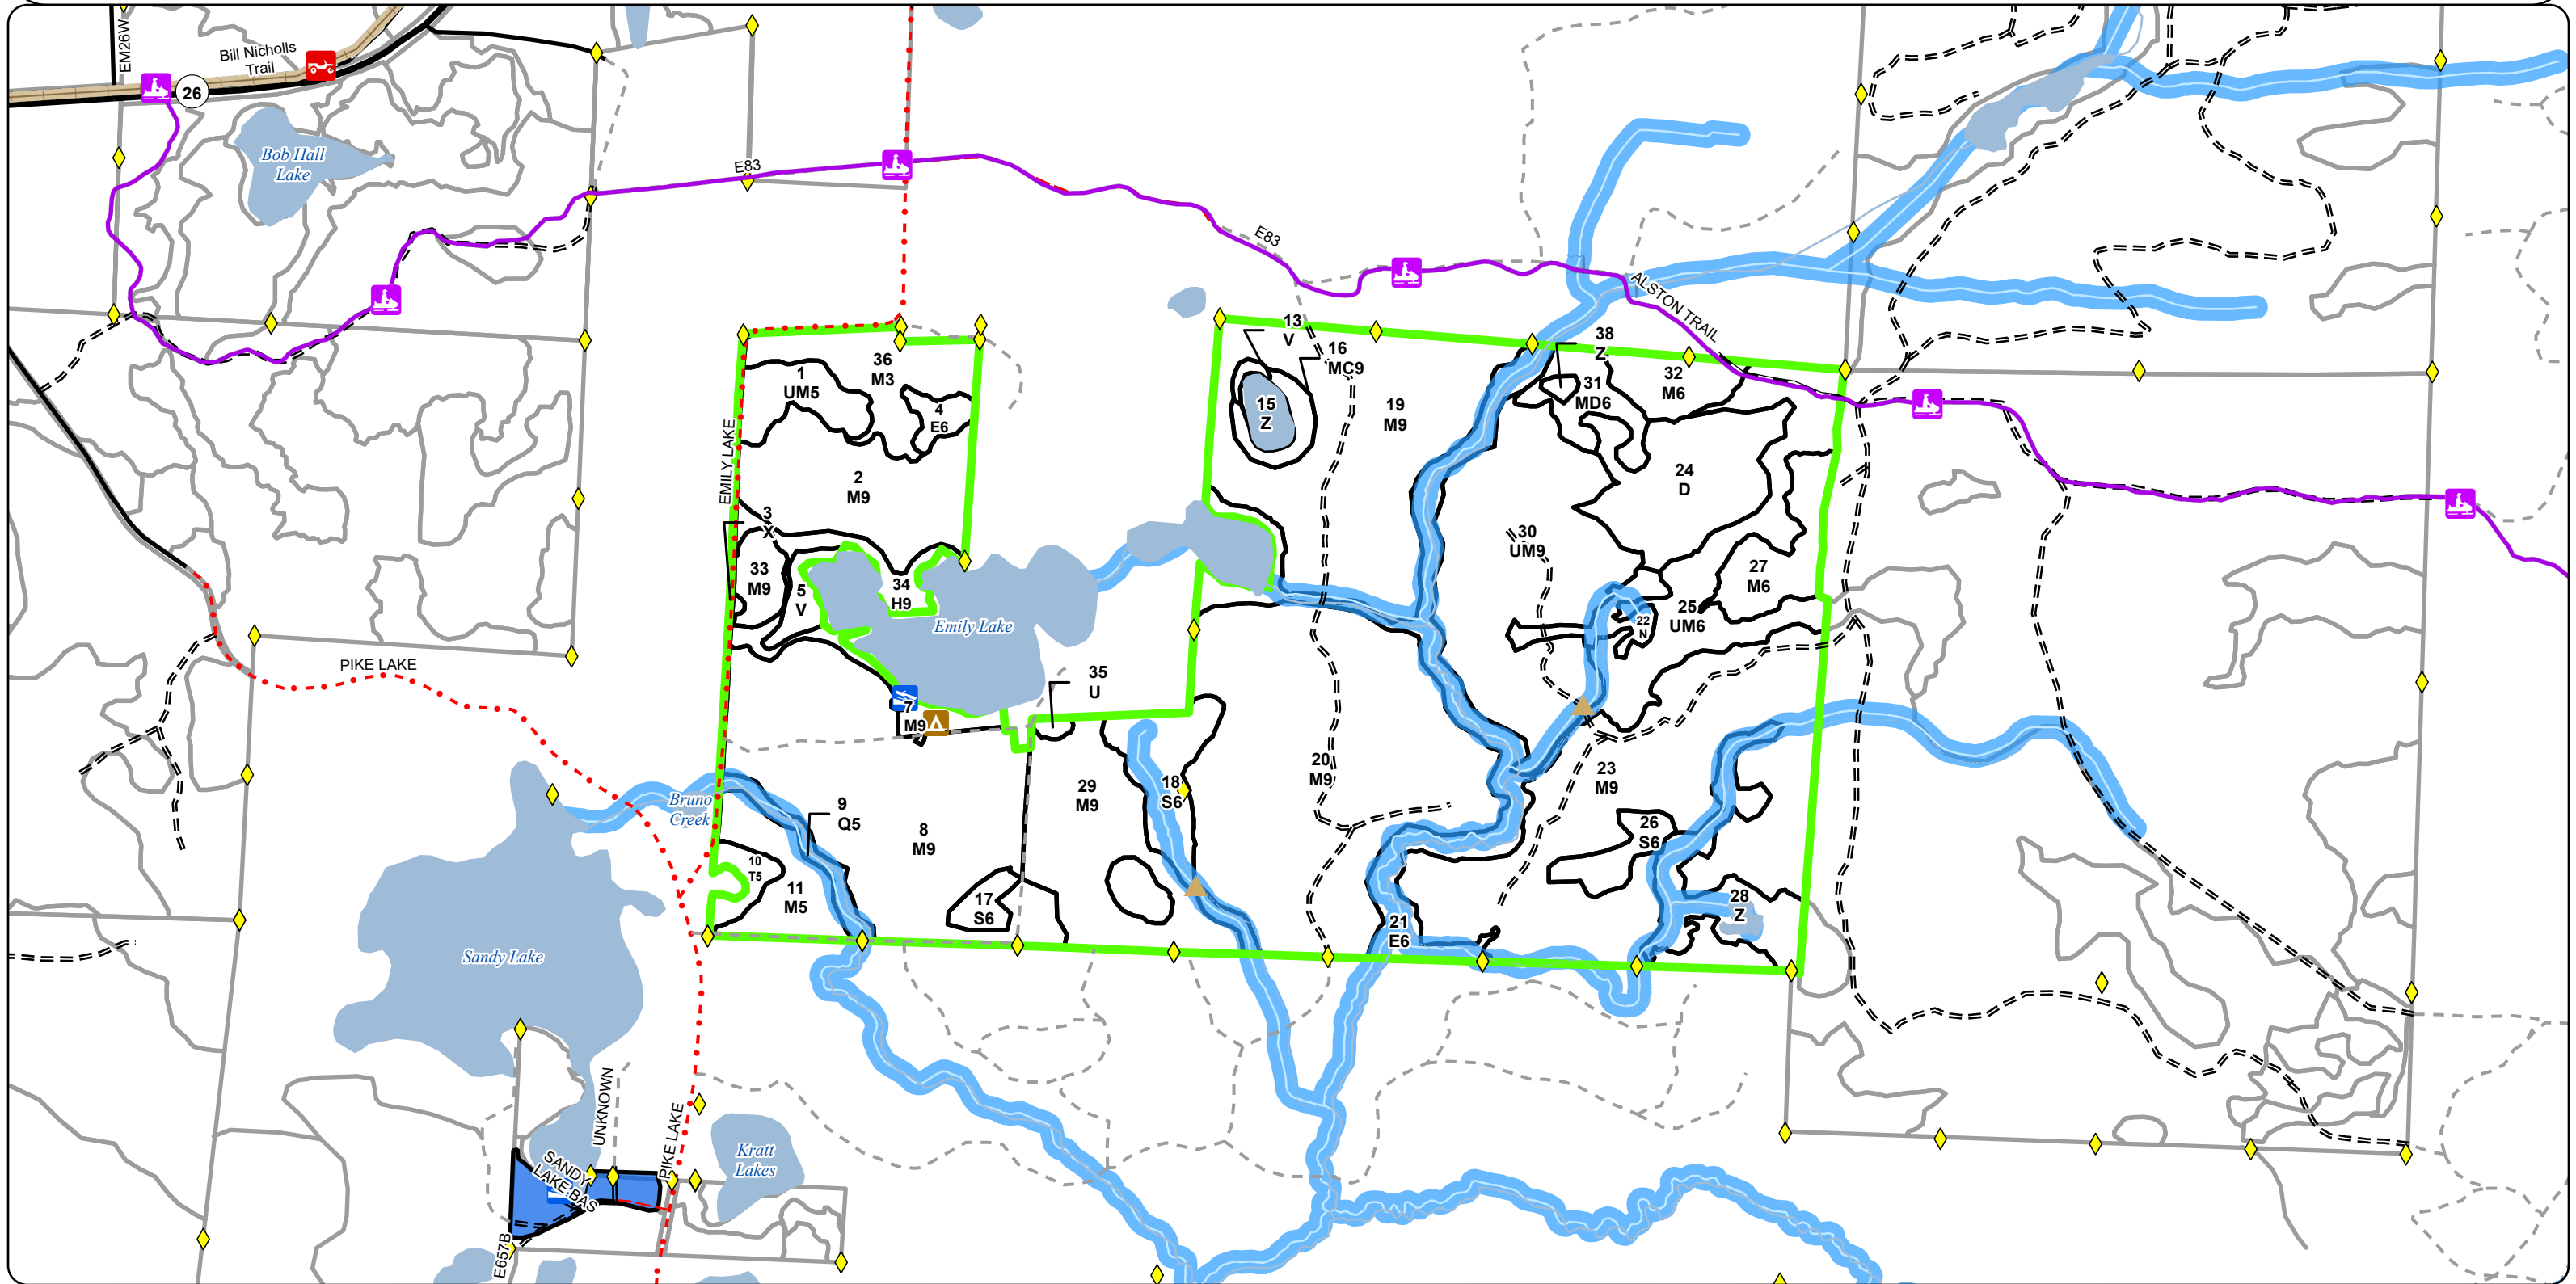 EM26W
Bill Nicholls
Trail
26
Bob Hall
Lake
E83
E83
ALSTON TRAIL
13
V
38
Z
16
MC9
36
M3
1
UM5
32
M6
31
MD6
4
E6
15
Z
19
M9
EMILY LAKE
2
M9
24
D
3
X
30
UM9
33
M9
5
V
34
H9
27
M6
25
UM6
22
N
Emily Lake
PIKE LAKE
35
U
7
M9
Bruno
Creek
9
Q5
8
M9
29
M9
18
S6
20
M9
23
M9
26
S6
10
T5
11
M5
17
S6
28
Z
21
E6
Sandy Lake
UNKNOWN
PIKE LAKE
Kratt
Lakes
SANDY
LAKE-BAS
E657B